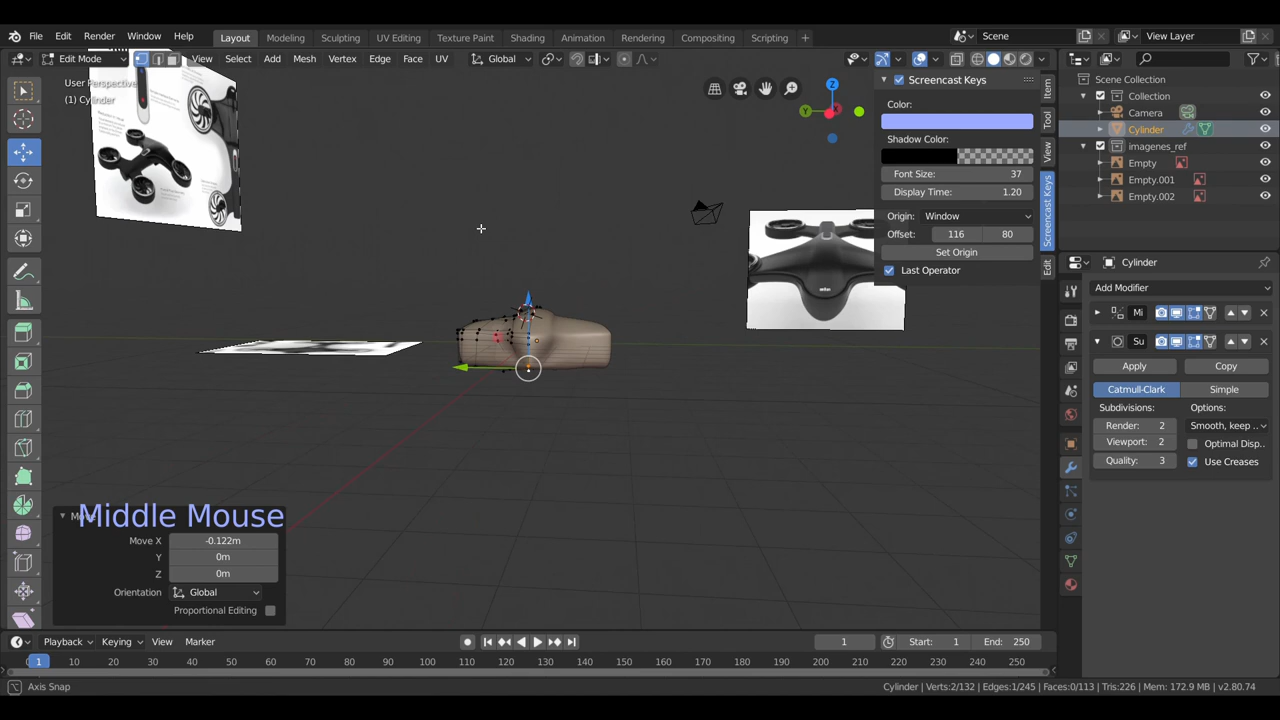 File Edit Render Window Help
Layout Modeling Sculpting UV Editing Texture Paint Shading Animation Rendering Compositing Scripting +
Scene
View Layer
Edit Mode
View Select Add Mesh Vertex Edge Face UV
Global
User Perspective
(1) Cylinder
Screencast Keys
Color:
Shadow Color:
Font Size: 37
Display Time: 1.20
Origin: Window
Offset: 116 80
Set Origin
Last Operator
Item
Tool
View
Screencast Keys
Edit
Z
Y
Scene Collection
Collection
Camera
Cylinder
imagenes_ref
Empty
Empty.001
Empty.002
Cylinder
Add Modifier
Mi
Su
Apply Copy
Catmull-Clark Simple
Subdivisions: Options:
Render: 2 Smooth, keep ..
Viewport: 2 Optimal Disp..
Quality: 3 Use Creases
Middle Mouse
Move X -0.122m
Y 0m
Z 0m
Orientation Global
Proportional Editing
Playback Keying View Marker
1
Start: 1
End: 250
1 10 20 30 40 50 60 70 80 90 100 110 120 130 140 150 160 170 180 190 200 210 220 230 240 250
Axis Snap
Cylinder | Verts:2/132 | Edges:1/245 | Faces:0/113 | Tris:226 | Mem: 172.9 MB | v2.80.74